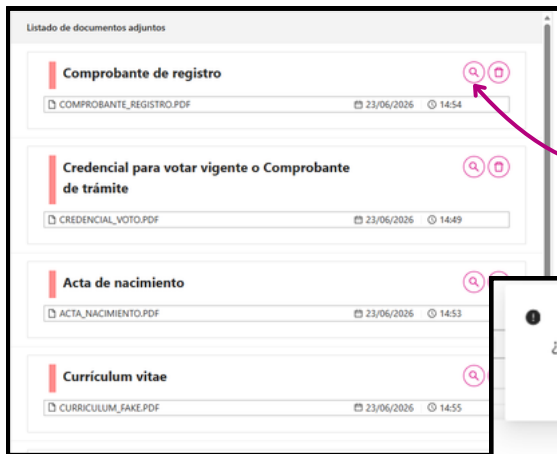 Listado de documentos adjuntos
Comprobante de registro
COMPROBANTE_REGISTRO.PDF 23/06/2026 14:54
Credencial para votar vigente o Comprobante
de trámite
CREDENCIAL_VOTO.PDF 23/06/2026 14:49
Acta de nacimiento
ACTA_NACIMIENTO.PDF 23/06/2026 14:53
Currículum vitae
CURRICULUM_FAKE.PDF 23/06/2026 14:55
¿